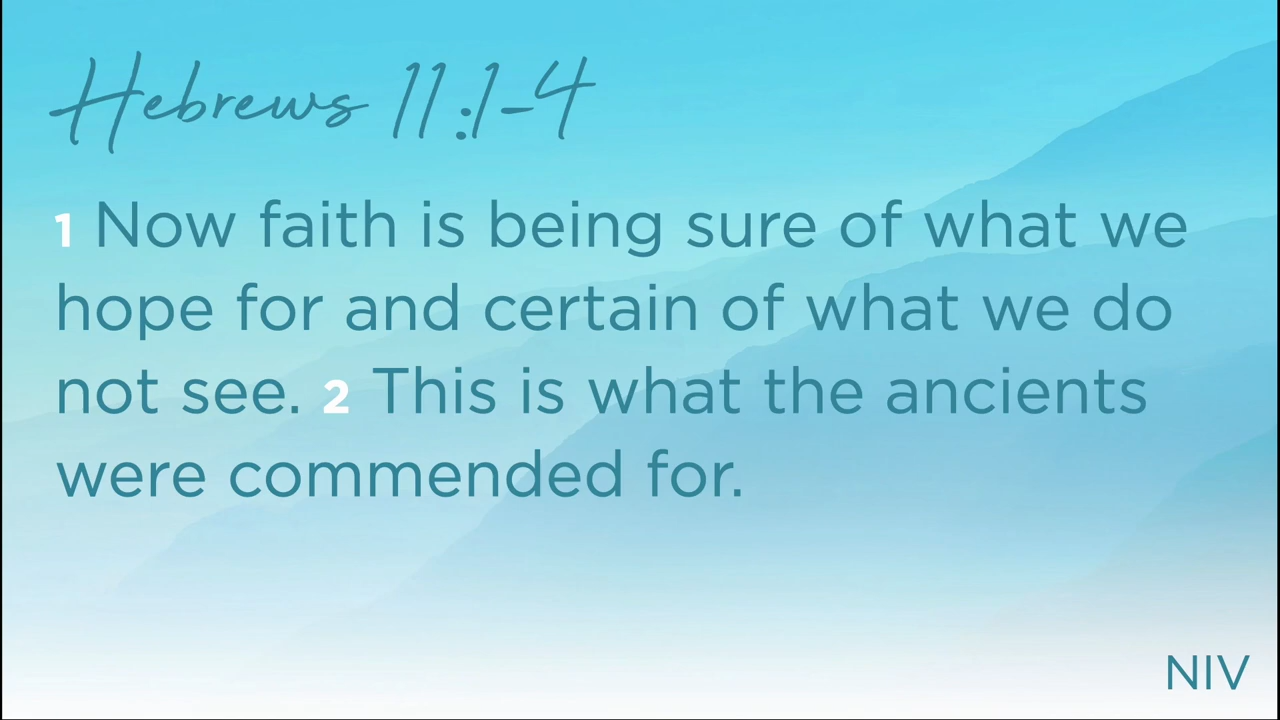 Hebrews 11:1-4
1 Now faith is being sure of what we
hope for and certain of what we do
not see. 2 This is what the ancients
were commended for.
NIV